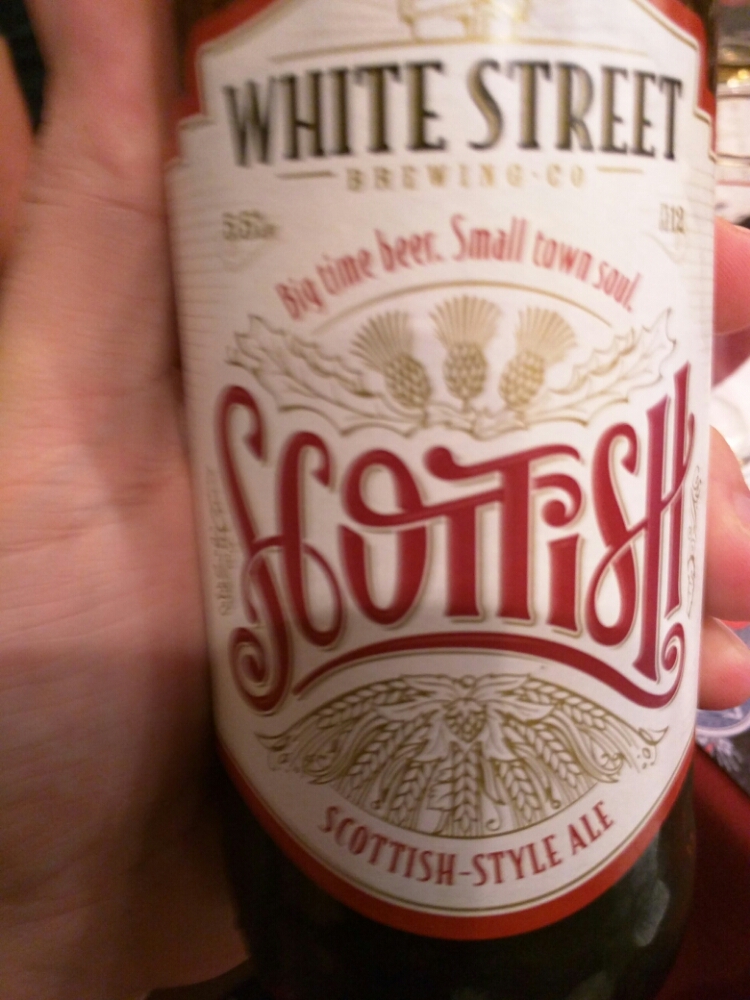 WHITE STREET
BREWING·CO
Big time beer. Small town soul.
SCOTTISH
SCOTTISH-STYLE ALE